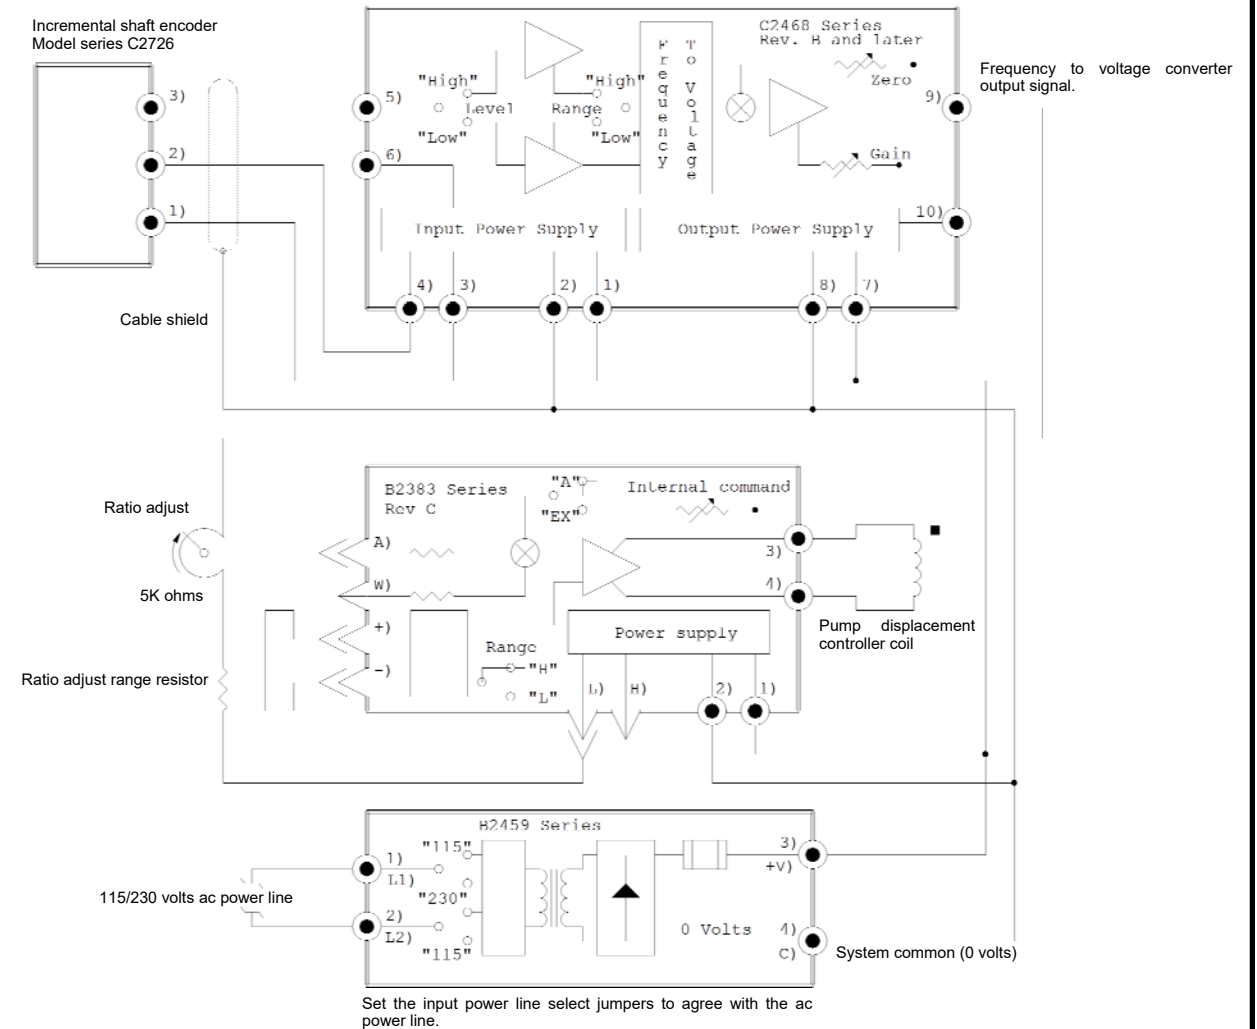 Incremental shaft encoder
Model series C2726
3)
2)
1)
Cable shield
C2468 Series
Rev. B and later
5)
6)
"High"
Level
"Low"
"High"
Range
"Low"
Frequency
To Voltage
Zero
Gain
9)
10)
Input Power Supply
Output Power Supply
4)
3)
2)
1)
8)
7)
Frequency to voltage converter
output signal.
Ratio adjust
5K ohms
Ratio adjust range resistor
B2383 Series
Rev C
"A"
"EX"
Internal command
A)
W)
+)
-)
3)
4)
Power supply
Range
"H"
"L"
L)
H)
2)
1)
Pump displacement
controller coil
B2459 Series
1)
L1)
2)
L2)
"115"
"230"
"115"
3)
+V)
0 Volts
4)
C)
115/230 volts ac power line
System common (0 volts)
Set the input power line select jumpers to agree with the ac
power line.